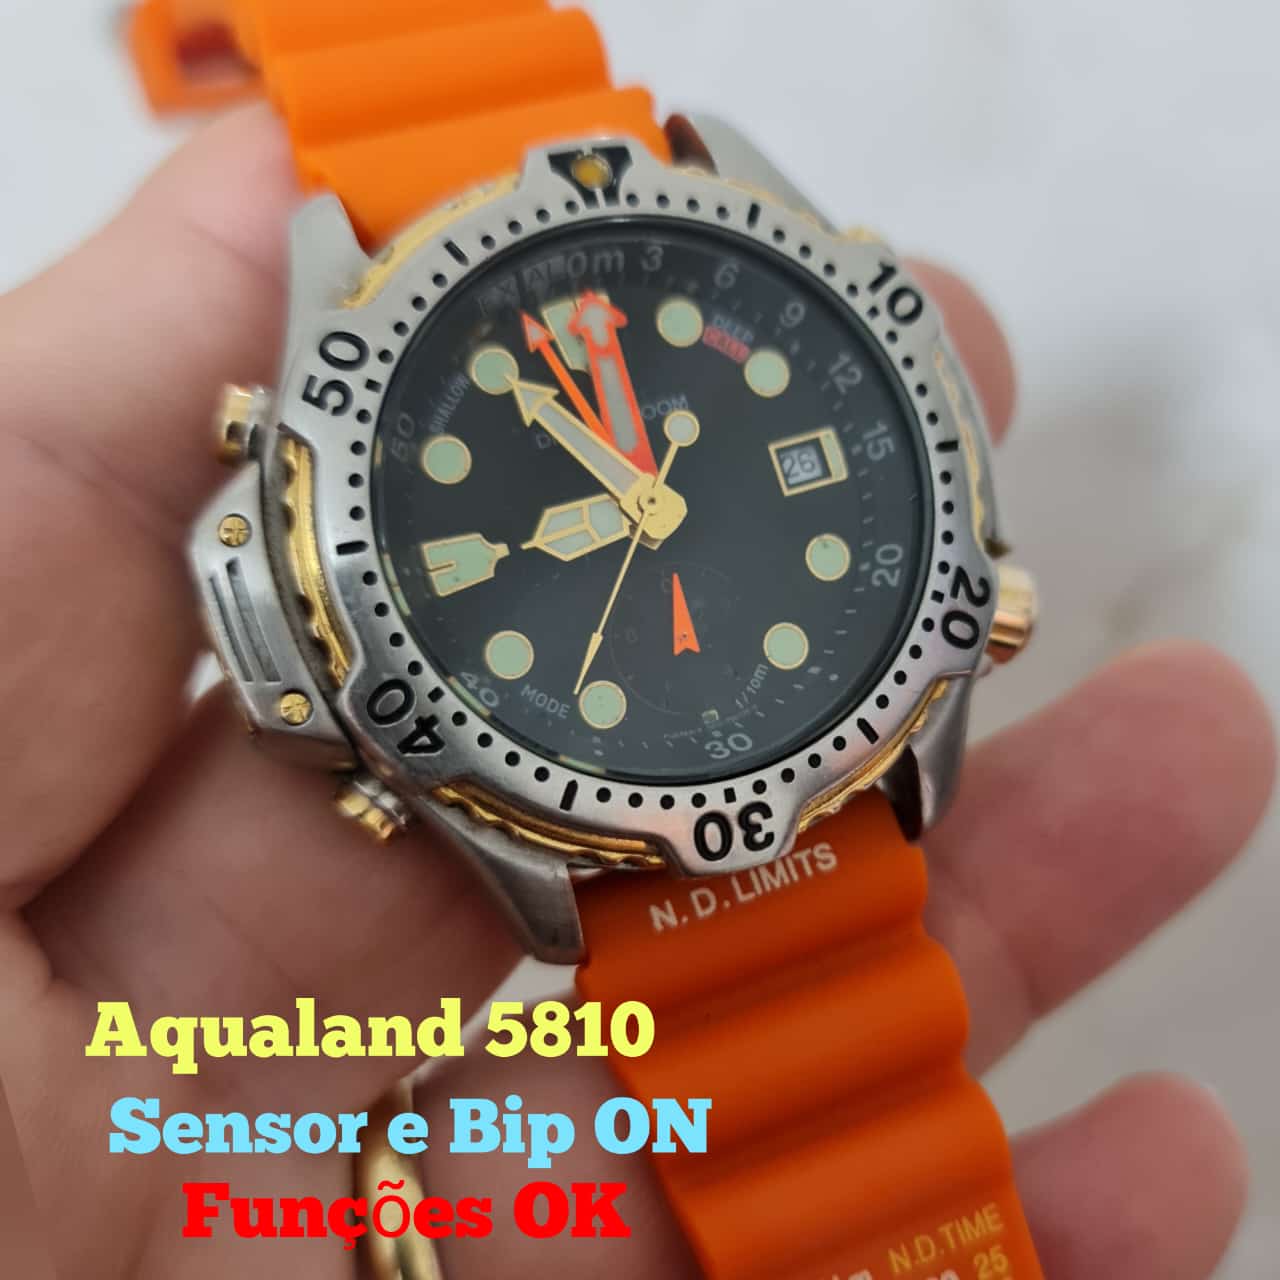 0m 3 6 9 12 15 20 30 40 50
DEEP
SHALLOW
26
MODE
1/10m
10
20
30
40
50
N.D. LIMITS
Aqualand 5810
Sensor e Bip ON
Funções OK
N.D.TIME
25